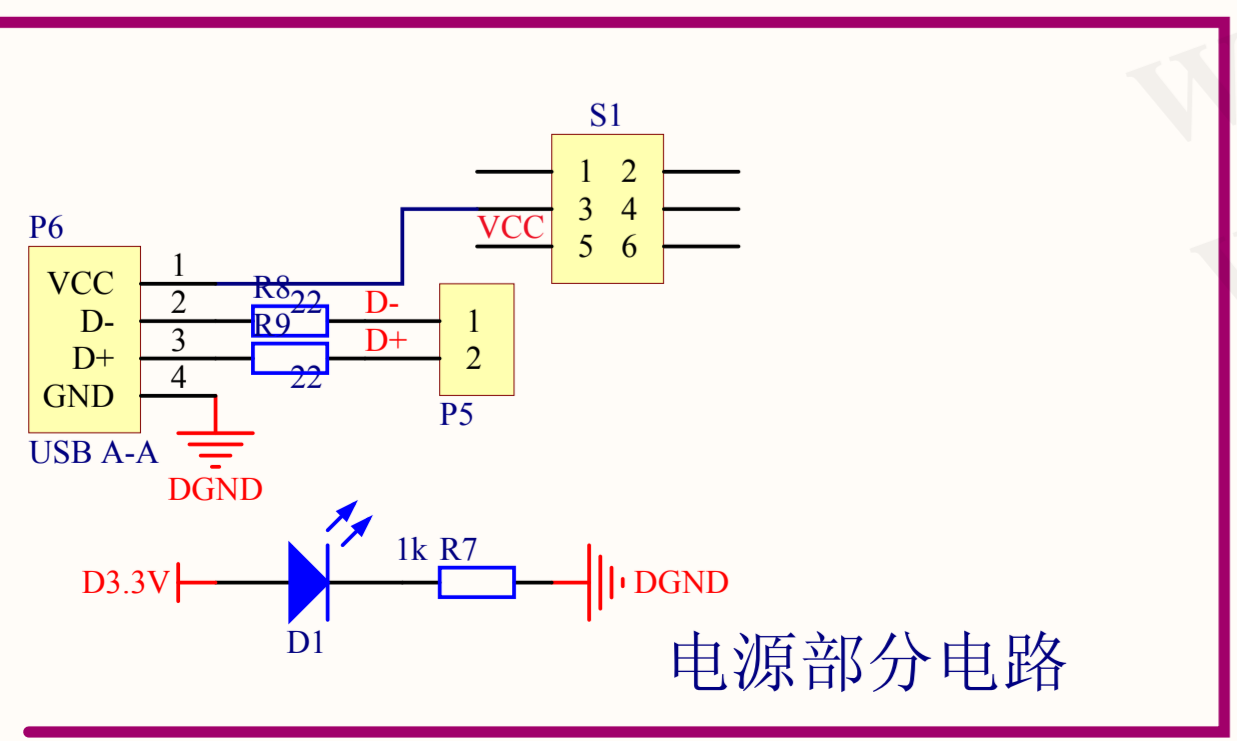 S1
1 2
3 4
VCC
5 6
P6
VCC 1
R8 22
D- 2
D-
1
R9
D+ 3
D+
2
22
GND 4
P5
USB A-A
DGND
1k R7
D3.3V
DGND
D1
电源部分电路